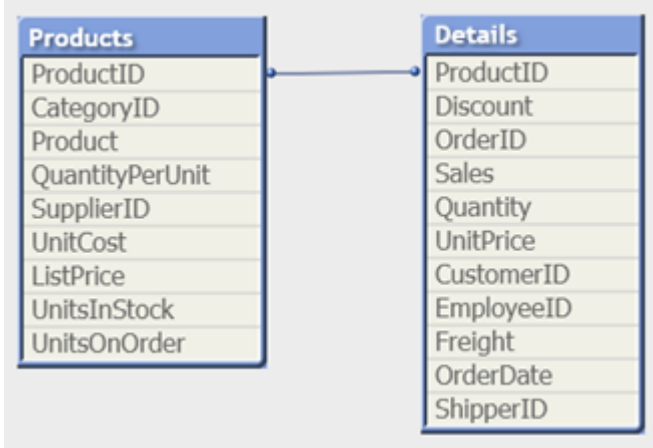 Products
ProductID
CategoryID
Product
QuantityPerUnit
SupplierID
UnitCost
ListPrice
UnitsInStock
UnitsOnOrder
Details
ProductID
Discount
OrderID
Sales
Quantity
UnitPrice
CustomerID
EmployeeID
Freight
OrderDate
ShipperID